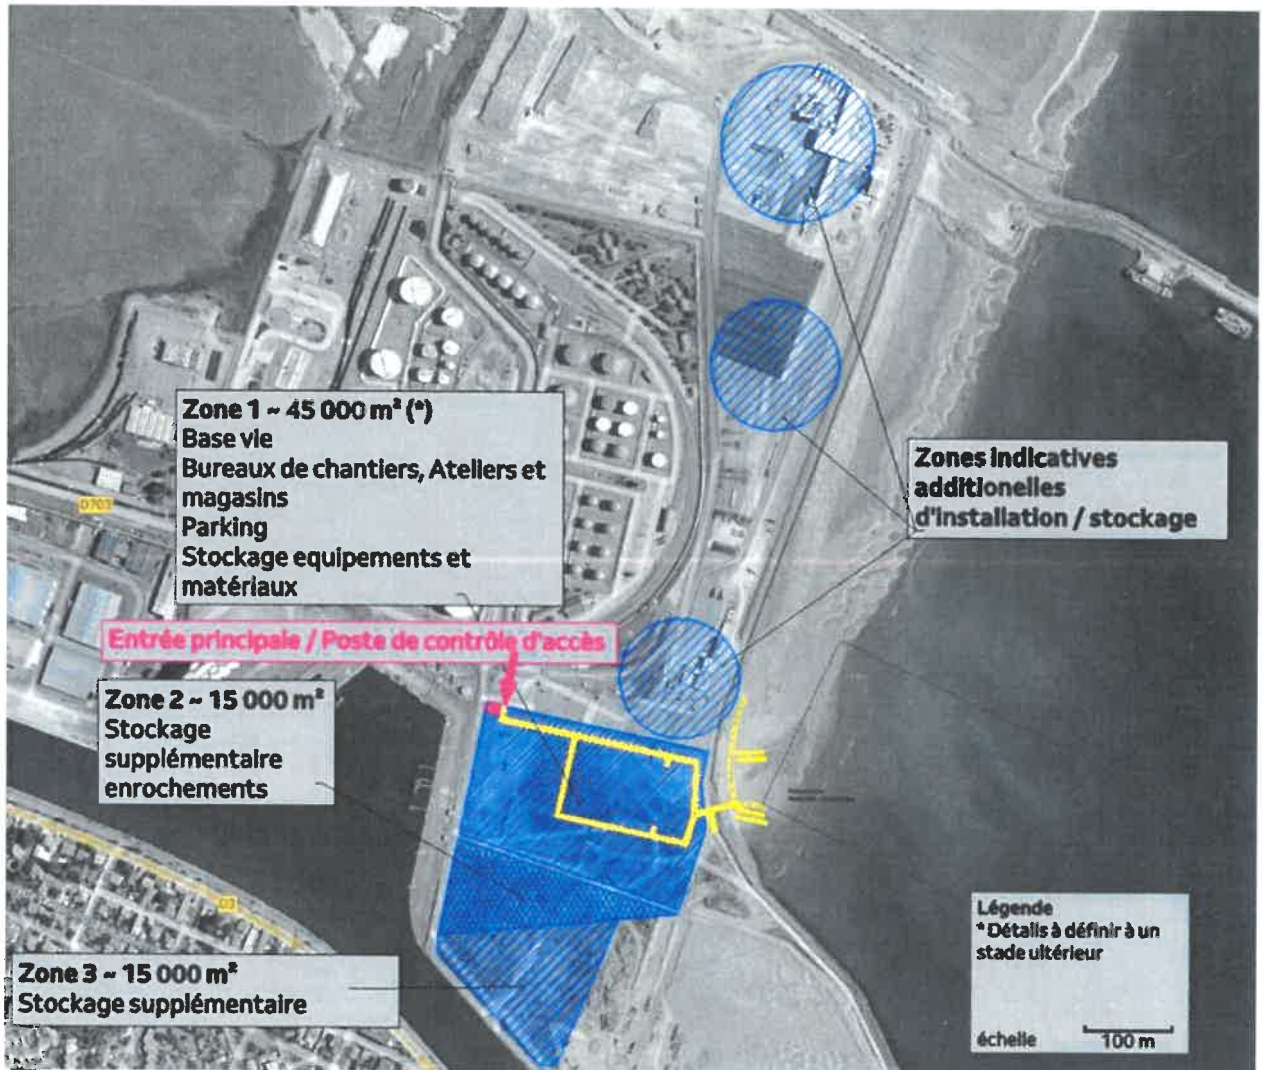 Zone 1 ~ 45 000 m² (*)
Base vie
Bureaux de chantiers, Ateliers et
magasins
Parking
Stockage equipements et
matériaux
D703
Zones indicatives
additionelles
d'installation / stockage
Entrée principale / Poste de contrôle d'accès
Zone 2 ~ 15 000 m²
Stockage
supplémentaire
enrochements
D3
Zone 3 ~ 15 000 m²
Stockage supplémentaire
Légende
* Détails à définir à un
stade ultérieur
échelle
100 m